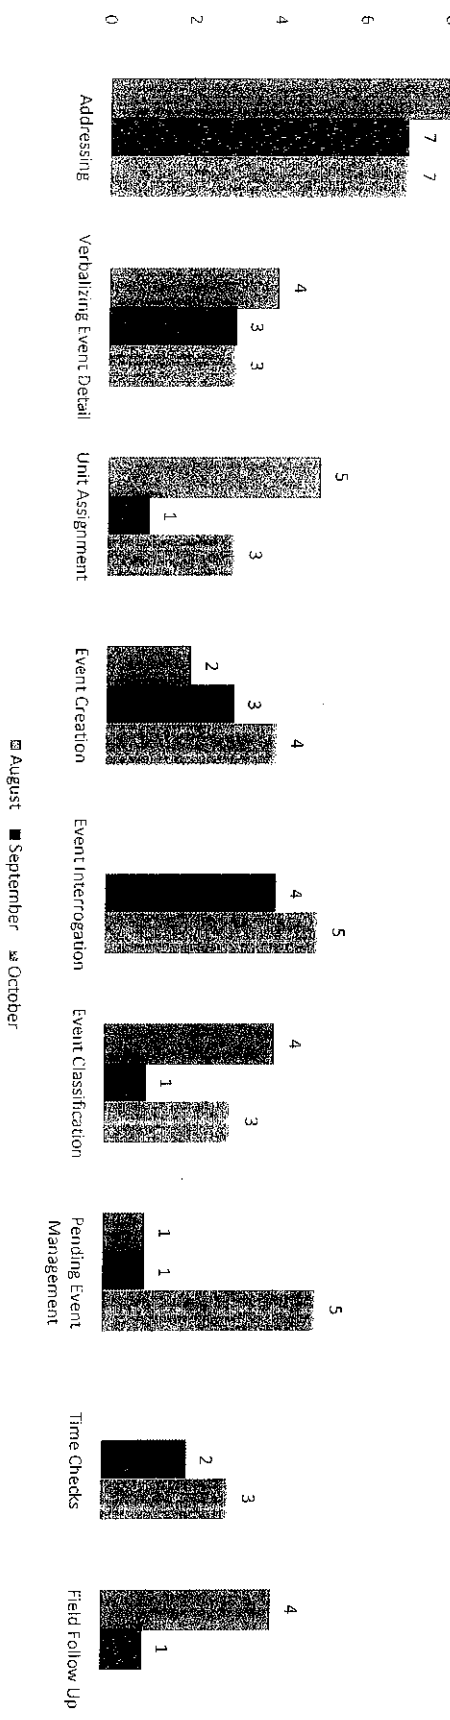 8
6
4
2
0
7
7
4
3
3
5
1
3
2
3
4
4
5
4
1
3
1
1
5
2
3
4
1
Addressing
Verbalizing Event Detail
Unit Assignment
Event Creation
Event Interrogation
Event Classification
Pending Event
Management
Time Checks
Field Follow Up
August September October